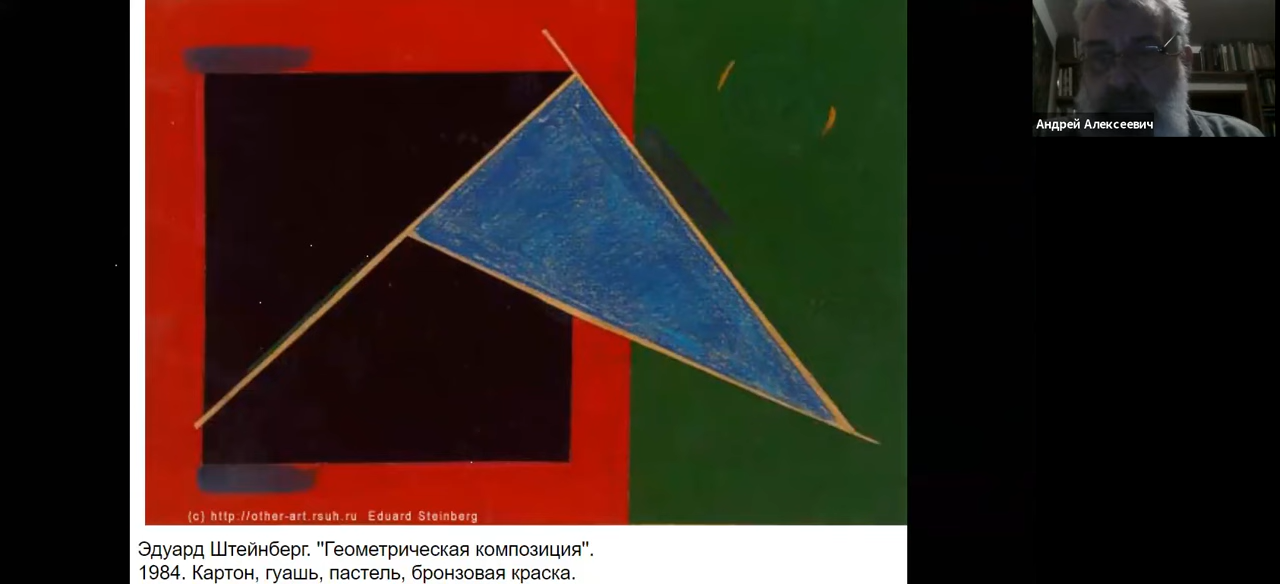 Андрей Алексеевич
(c) http://other-art.rsuh.ru Eduard Steinberg
Эдуард Штейнберг. "Геометрическая композиция".
1984. Картон, гуашь, пастель, бронзовая краска.